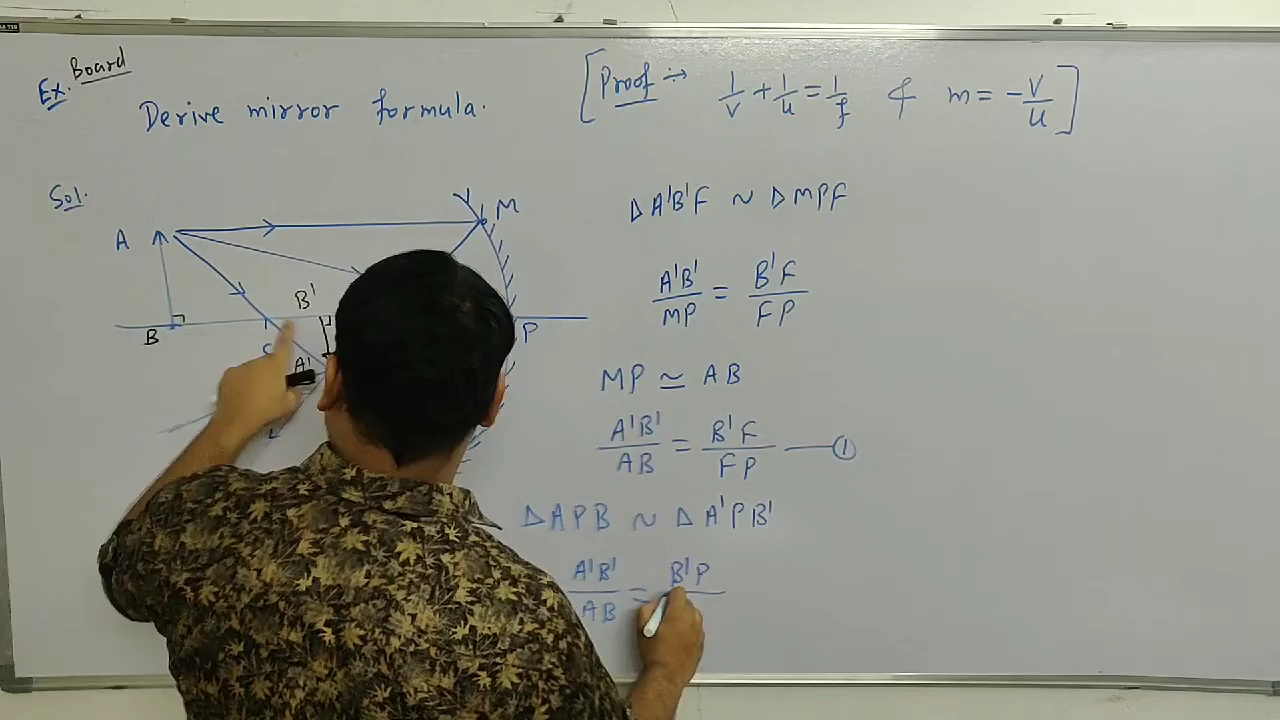 Ex. Board
Derive mirror formula.
[Proof ÷→ 1/v + 1/u = 1/f & m = -v/u]
Sol.
A
M
B'
B
P
C
A'
Δ A'B'F ~ Δ MPF
A'B'/MP = B'F/FP
MP ≃ AB
A'B'/AB = B'F/FP —— ①
Δ APB ~ Δ A'PB'
A'B'/AB = B'P